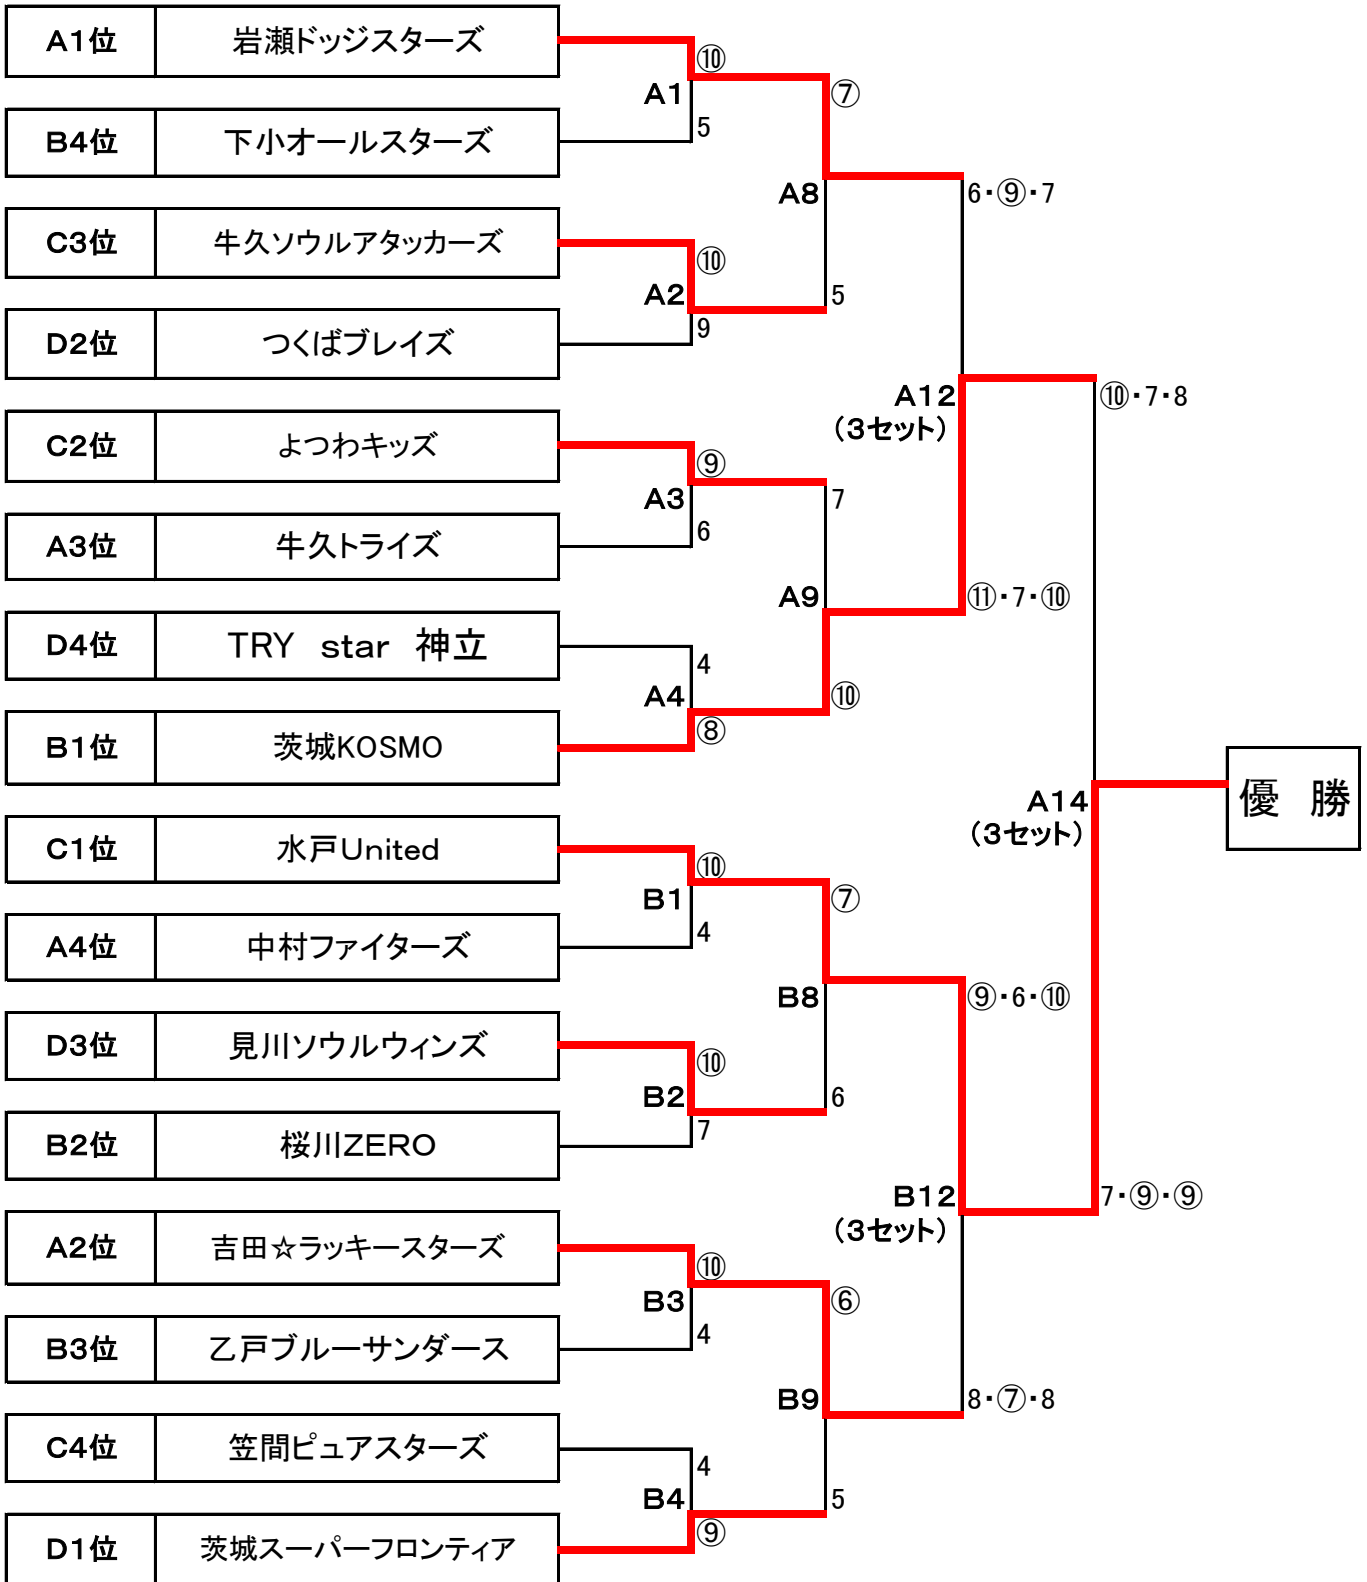 A1位 岩瀬ドッジスターズ
⑩
A1
⑦
B4位 下小オールスターズ
5
A8
6・⑨・7
C3位 牛久ソウルアタッカーズ
⑩
A2
5
D2位 つくばブレイズ
9
A12
(3セット)
⑩・7・8
C2位 よつわキッズ
⑨
A3
7
A3位 牛久トライズ
6
A9
⑪・7・⑩
D4位 TRY star 神立
4
A4
⑩
B1位 茨城KOSMO
⑧
A14
(3セット)
優 勝
C1位 水戸United
⑩
B1
⑦
A4位 中村ファイターズ
4
B8
⑨・6・⑩
D3位 見川ソウルウィンズ
⑩
B2
6
B2位 桜川ZERO
7
B12
(3セット)
7・⑨・⑨
A2位 吉田☆ラッキースターズ
⑩
B3
⑥
B3位 乙戸ブルーサンダース
4
B9
8・⑦・8
C4位 笠間ピュアスターズ
4
B4
5
D1位 茨城スーパーフロンティア
⑨